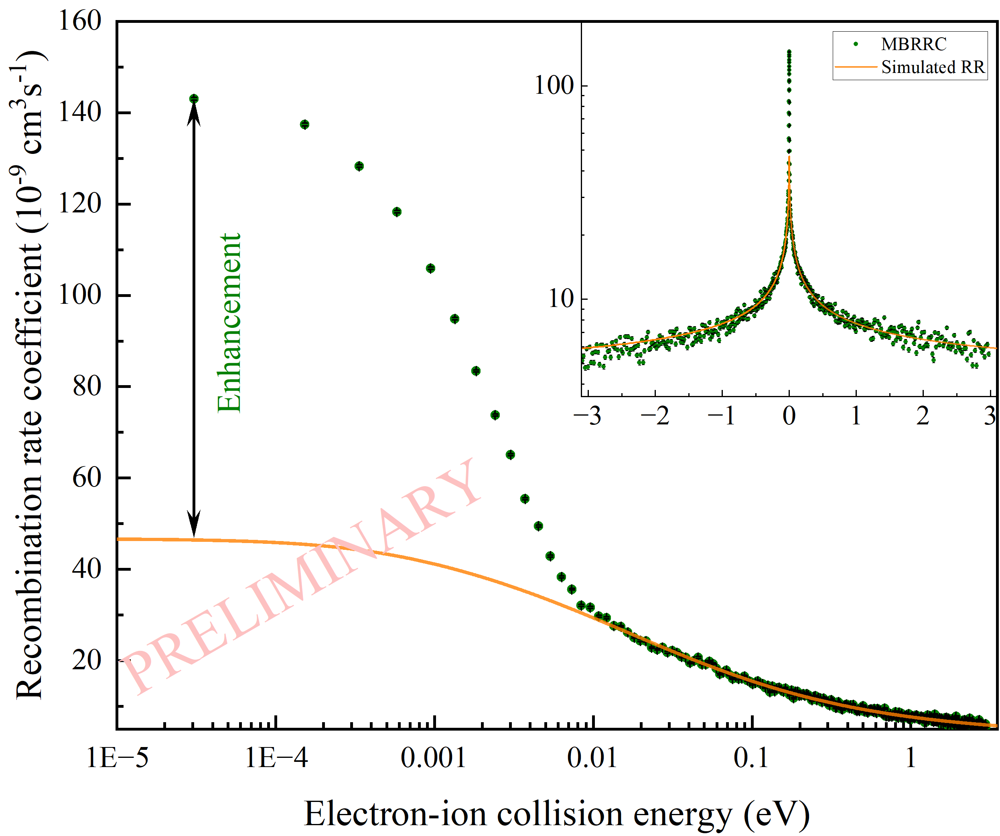 Recombination rate coefficient (10-9 cm3s-1)
160
140
120
100
80
60
40
20
Enhancement
PRELIMINARY
MBRRC
Simulated RR
100
10
−3 −2 −1 0 1 2 3
1E−5 1E−4 0.001 0.01 0.1 1
Electron-ion collision energy (eV)